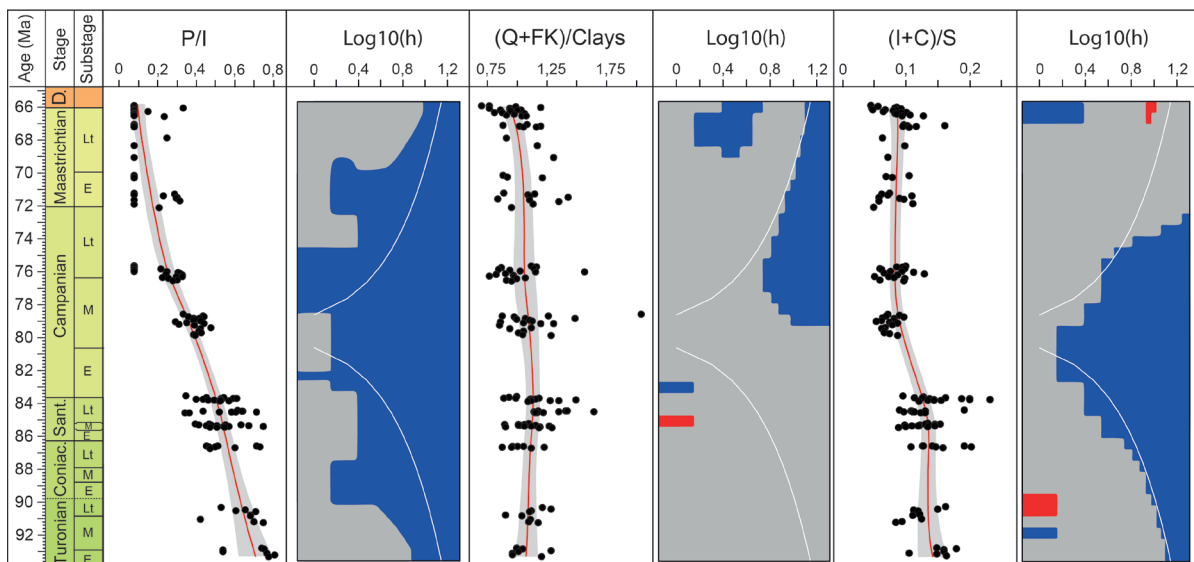 Age (Ma) Stage Substage P/I Log10(h) (Q+FK)/Clays Log10(h) (I+C)/S Log10(h)
0 0,2 0,4 0,6 0,8 0 0,4 0,8 1,2 0,75 1,25 1,75 0 0,4 0,8 1,2 0 0,1 0,2 0 0,4 0,8 1,2
66
68
70
72
74
76
78
80
82
84
86
88
90
92
D.
Maastrichtian
Campanian
Sant.
Coniac.
Turonian
Lt
E
Lt
M
E
Lt
M
E
Lt
M
E
Lt
M
E